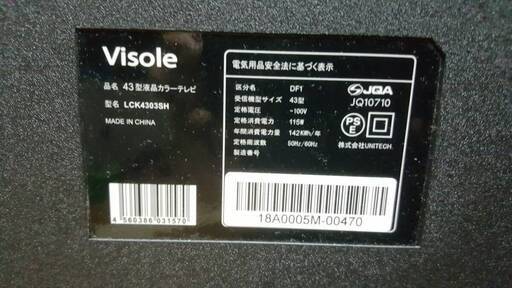 Visole
品名 43型液晶カラーテレビ
型名 LCK4303SH
MADE IN CHINA
4 560386 031570
電気用品安全法に基づく表示
区分名 DF1
受信機型サイズ 43型
定格電圧 ~100V
定格消費電力 115W
年間消費電力量 142KWh/年
定格周波数 50Hz/60Hz
製造番号
JQA
JQ10710
PS
E
株式会社UNITECH
18A0005M-00470